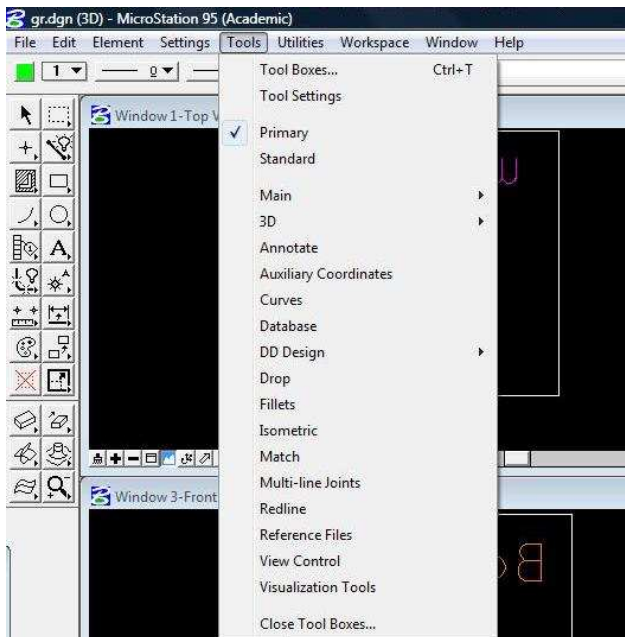 gr.dgn (3D) - MicroStation 95 (Academic)
File Edit Element Settings Tools Utilities Workspace Window Help
1 0
Tool Boxes... Ctrl+T
Tool Settings
Window 1-Top V
Primary
Standard
Main
3D
Annotate
Auxiliary Coordinates
Curves
Database
DD Design
Drop
Fillets
Isometric
Match
Multi-line Joints
Redline
Window 3-Front
Reference Files
View Control
Visualization Tools
Close Tool Boxes...